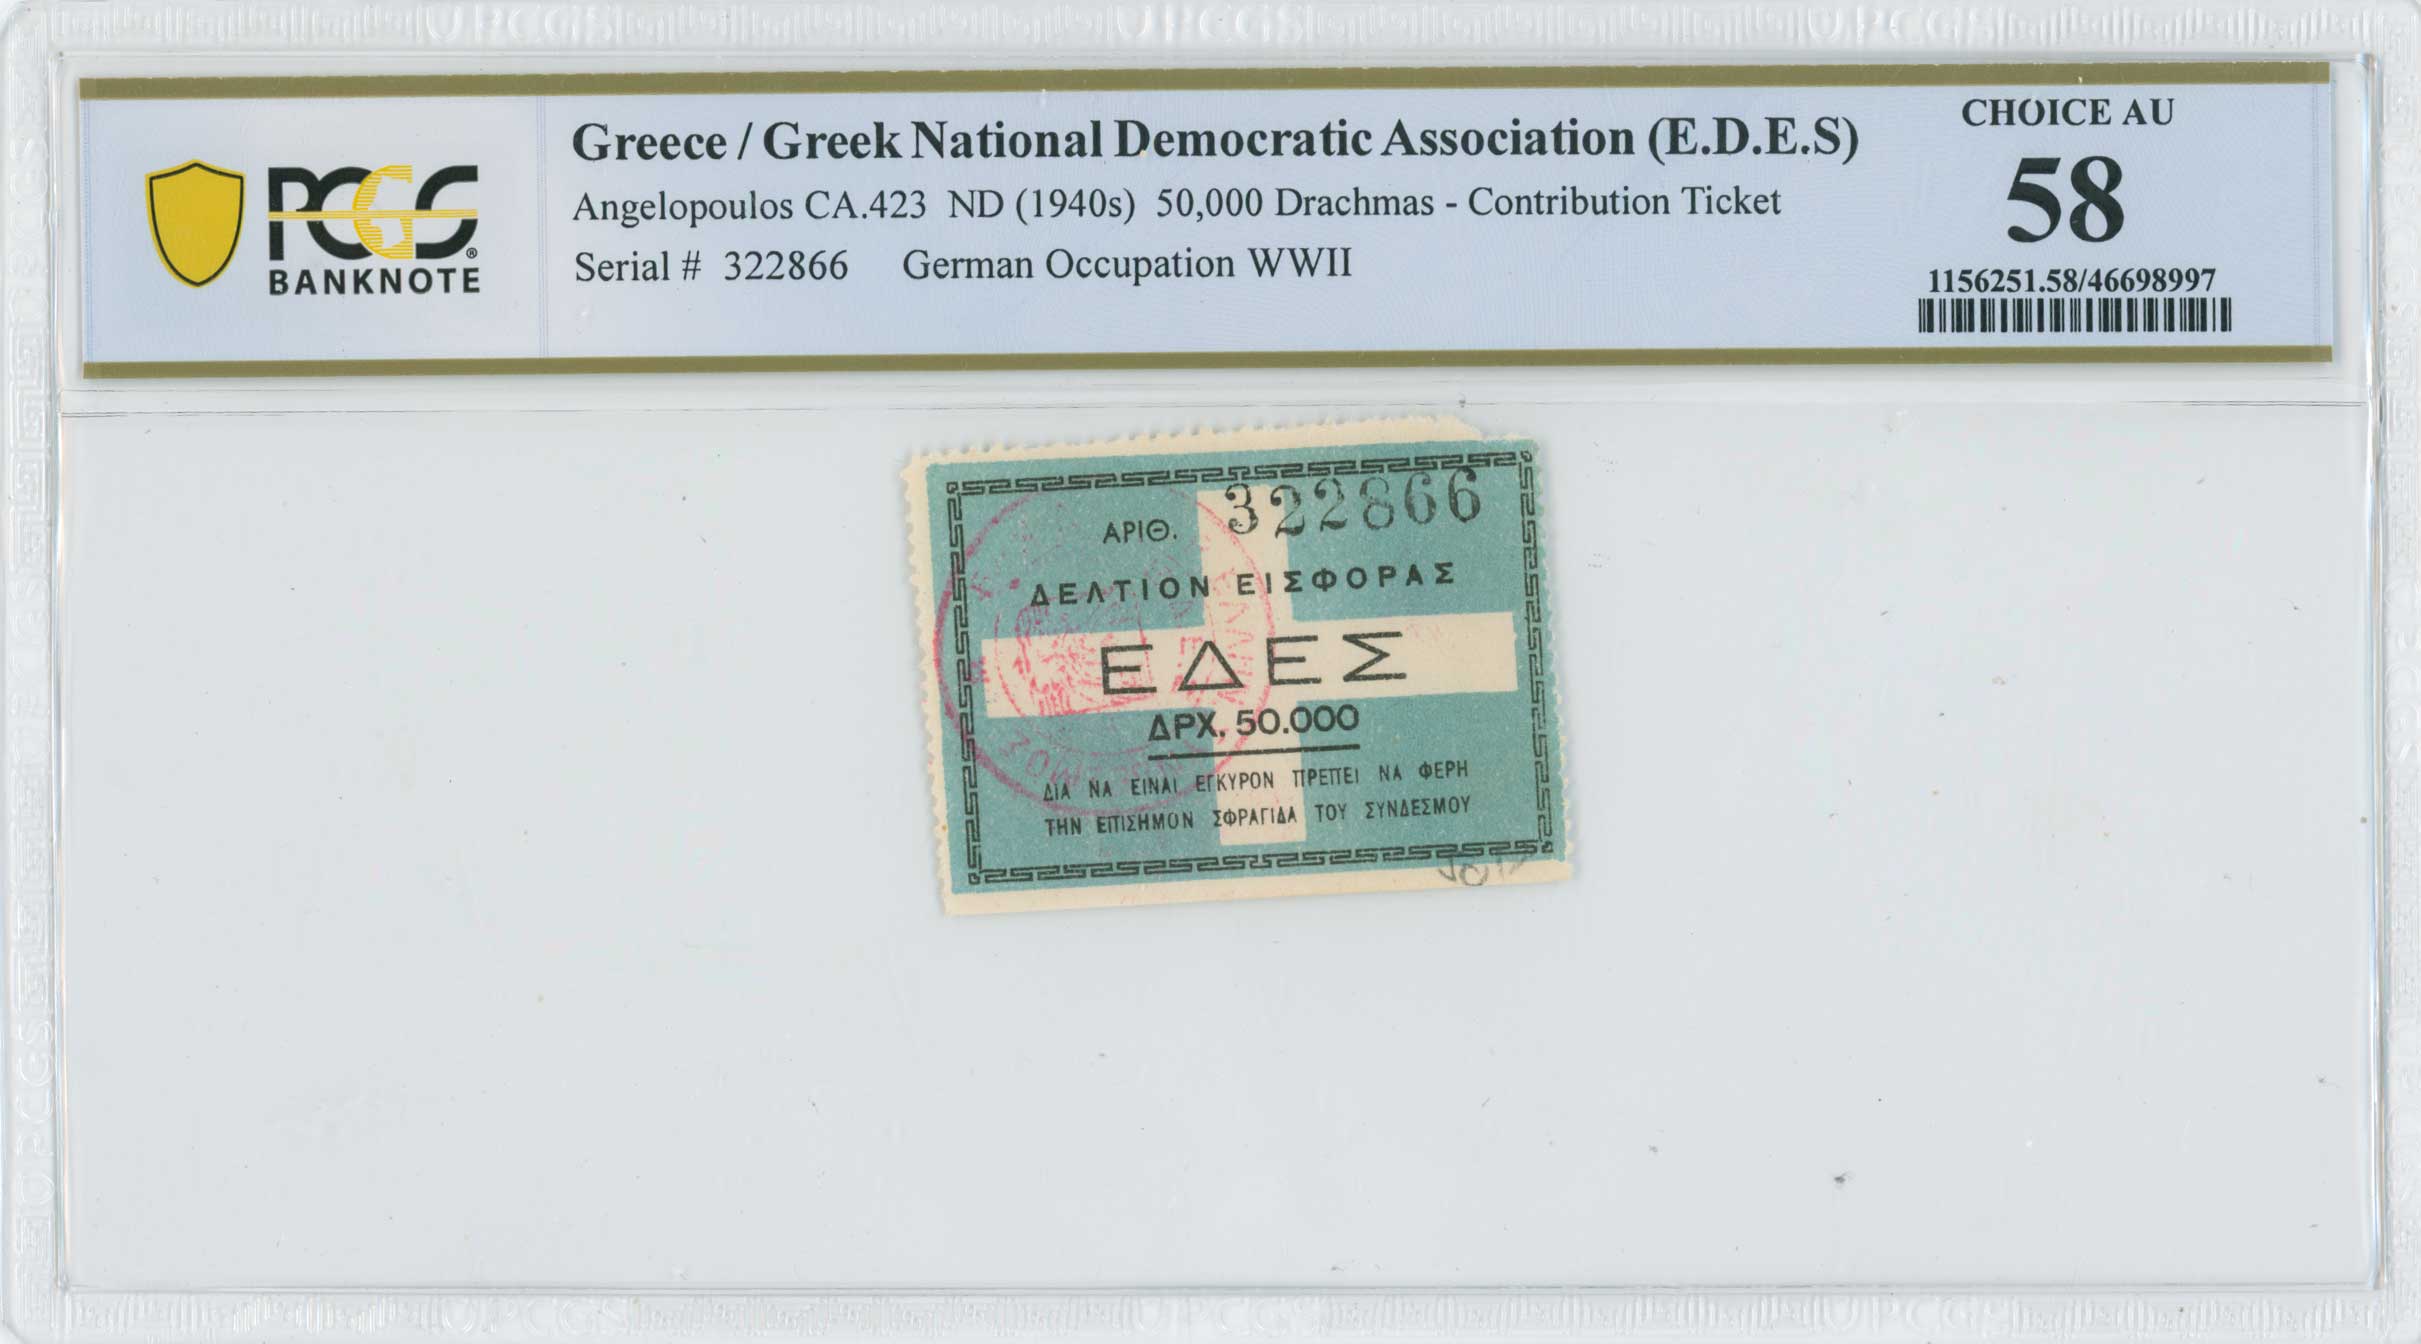 PCGS
BANKNOTE
Greece / Greek National Democratic Association (E.D.E.S)
Angelopoulos CA.423 ND (1940s) 50,000 Drachmas - Contribution Ticket
Serial # 322866 German Occupation WWII
CHOICE AU
58
1156251.58/46698997
ΑΡΙΘ. 322866
ΔΕΛΤΙΟΝ ΕΙΣΦΟΡΑΣ
ΕΔΕΣ
ΔΡΧ. 50.000
ΔΙΑ ΝΑ ΕΙΝΑΙ ΕΓΚΥΡΟΝ ΠΡΕΠΕΙ ΝΑ ΦΕΡΗ
ΤΗΝ ΕΠΙΣΗΜΟΝ ΣΦΡΑΓΙΔΑ ΤΟΥ ΣΥΝΔΕΣΜΟΥ